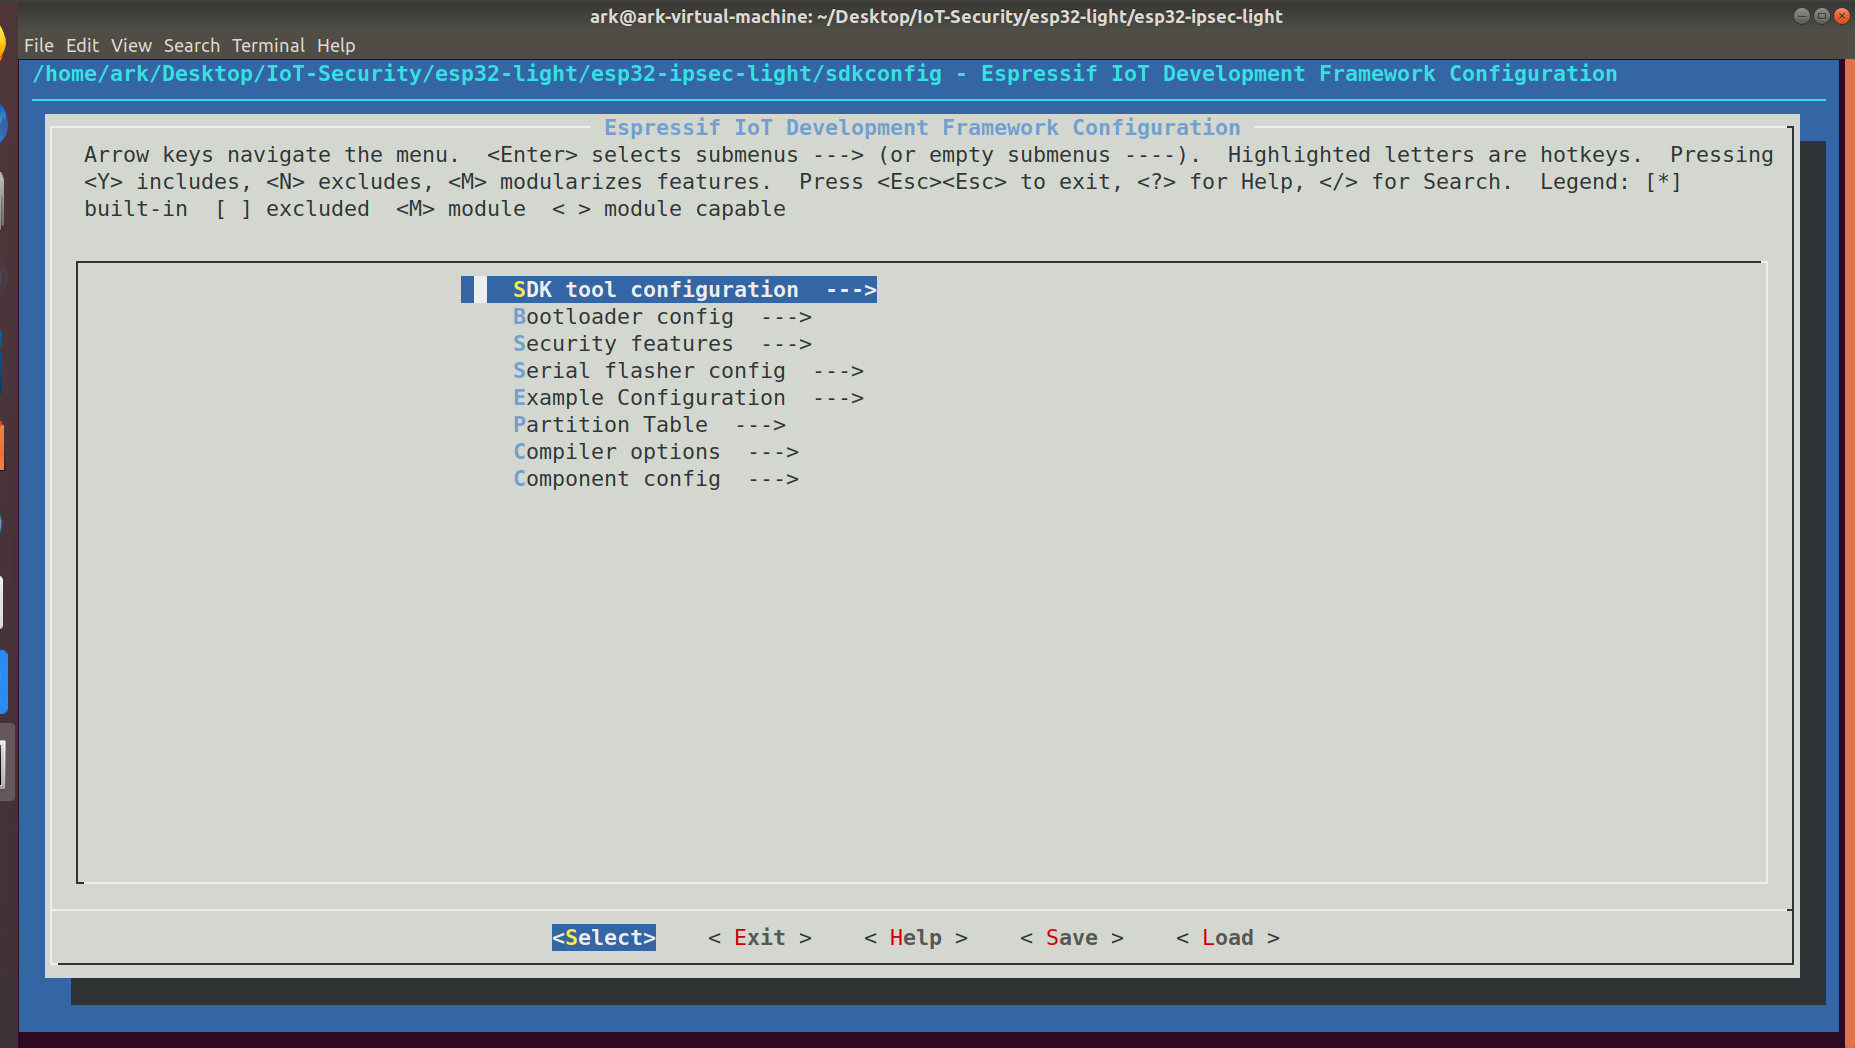 ark@ark-virtual-machine: ~/Desktop/IoT-Security/esp32-light/esp32-ipsec-light
File Edit View Search Terminal Help
/home/ark/Desktop/IoT-Security/esp32-light/esp32-ipsec-light/sdkconfig - Espressif IoT Development Framework Configuration
Espressif IoT Development Framework Configuration
Arrow keys navigate the menu.  <Enter> selects submenus ---> (or empty submenus ----).  Highlighted letters are hotkeys.  Pressing
<Y> includes, <N> excludes, <M> modularizes features.  Press <Esc><Esc> to exit, <?> for Help, </> for Search.  Legend: [*]
built-in  [ ] excluded  <M> module  < > module capable
SDK tool configuration  --->
Bootloader config  --->
Security features  --->
Serial flasher config  --->
Example Configuration  --->
Partition Table  --->
Compiler options  --->
Component config  --->
<Select>    < Exit >    < Help >    < Save >    < Load >